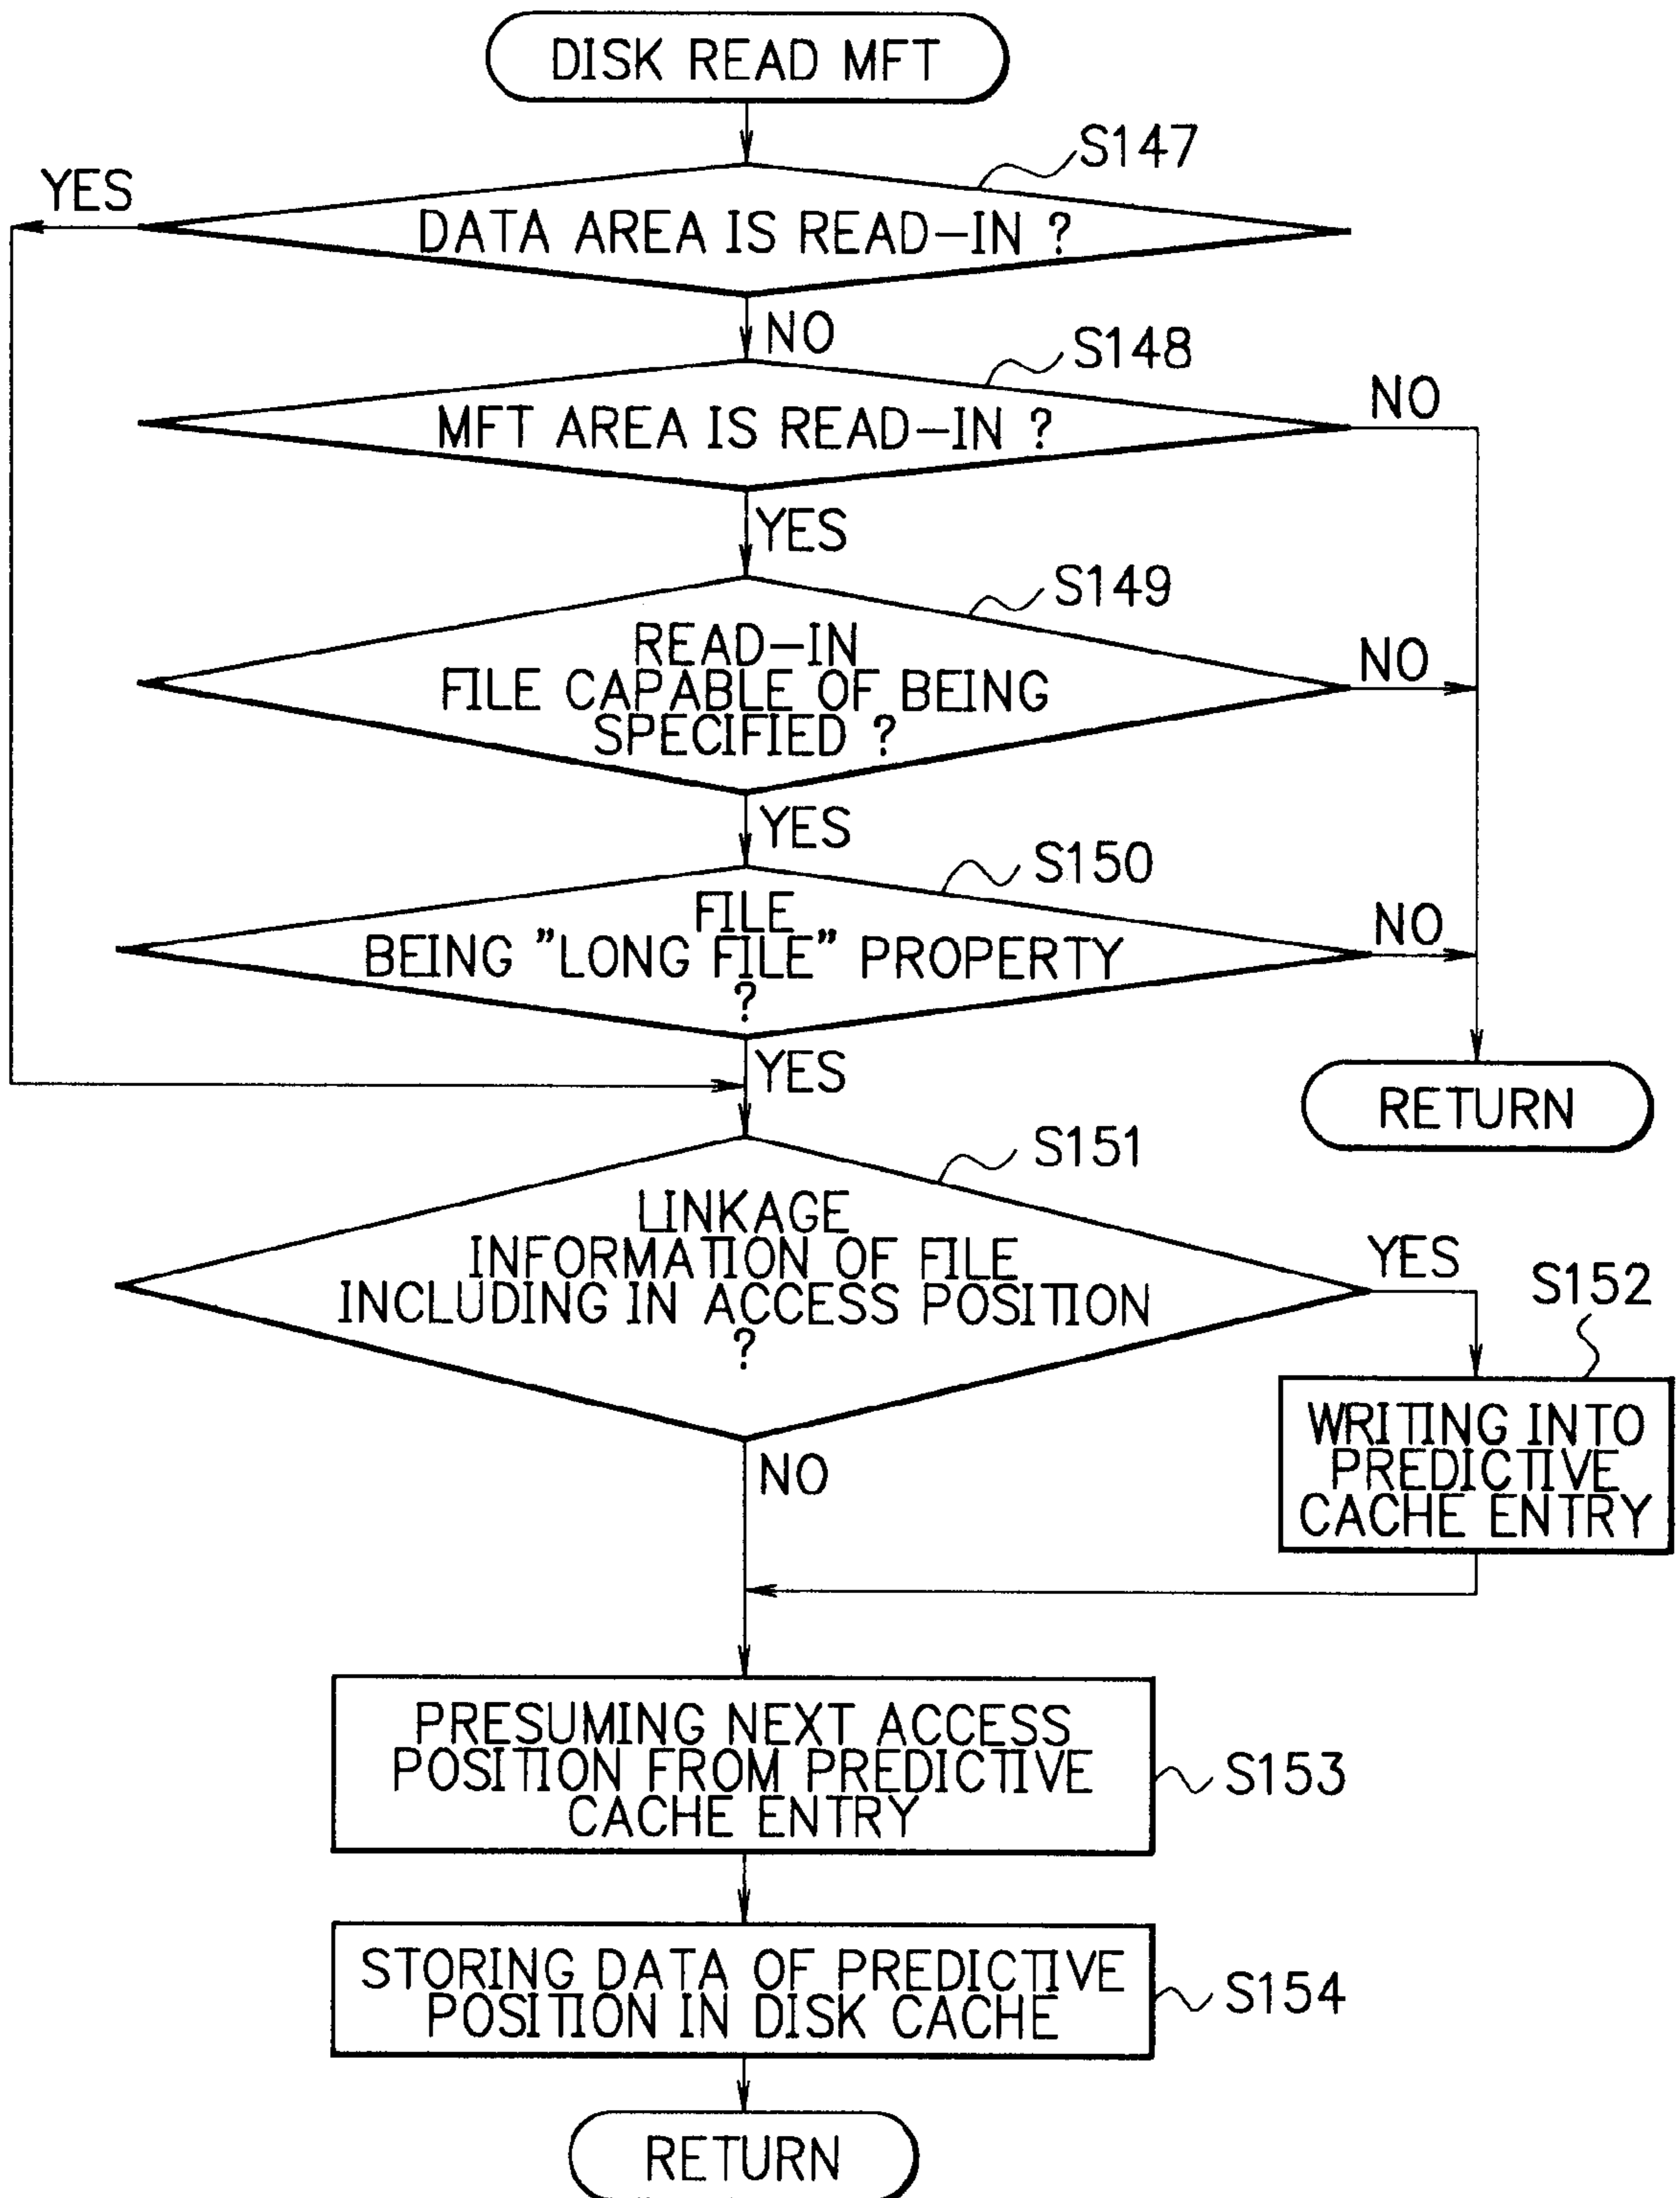 DISK READ MFT
S147
YES
DATA AREA IS READ-IN ?
NO
S148
NO
MFT AREA IS READ-IN ?
YES
S149
READ-IN
FILE CAPABLE OF BEING
SPECIFIED ?
NO
YES
S150
FILE
BEING "LONG FILE" PROPERTY
?
NO
YES
RETURN
S151
LINKAGE
INFORMATION OF FILE
INCLUDING IN ACCESS POSITION
?
YES
S152
WRITING INTO
PREDICTIVE
CACHE ENTRY
NO
PRESUMING NEXT ACCESS
POSITION FROM PREDICTIVE
CACHE ENTRY
S153
STORING DATA OF PREDICTIVE
POSITION IN DISK CACHE
S154
RETURN